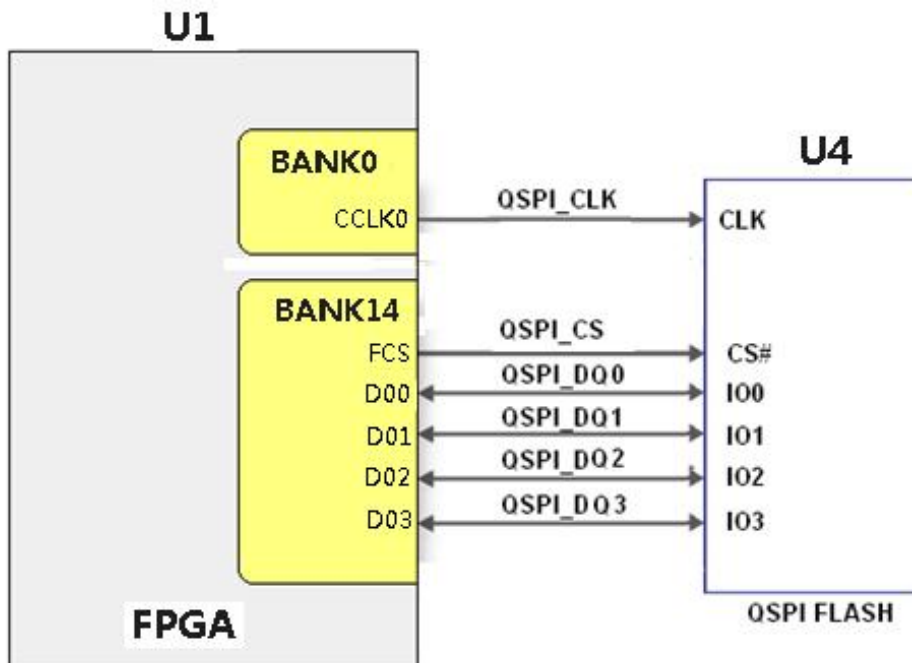 U1
U4
BANK0
CCLK0
QSPI_CLK
CLK
BANK14
FCS
QSPI_CS
CS#
D00
QSPI_DQ0
IO0
D01
QSPI_DQ1
IO1
D02
QSPI_DQ2
IO2
D03
QSPI_DQ3
IO3
FPGA
QSPI FLASH